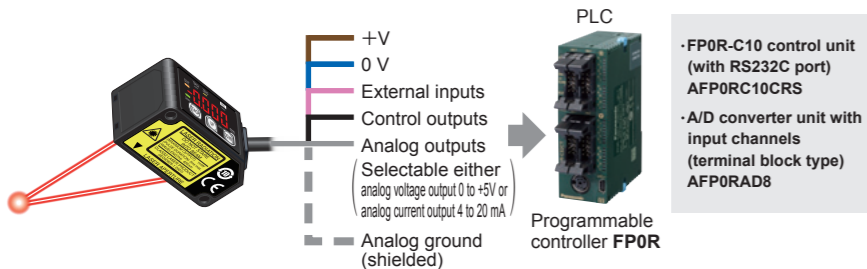 +V
0 V
External inputs
Control outputs
Analog outputs
(Selectable either
analog voltage output 0 to +5V or
analog current output 4 to 20 mA)
Analog ground
(shielded)
PLC
Programmable
controller FP0R
·FP0R-C10 control unit
(with RS232C port)
AFP0RC10CRS
·A/D converter unit with
input channels
(terminal block type)
AFP0RAD8